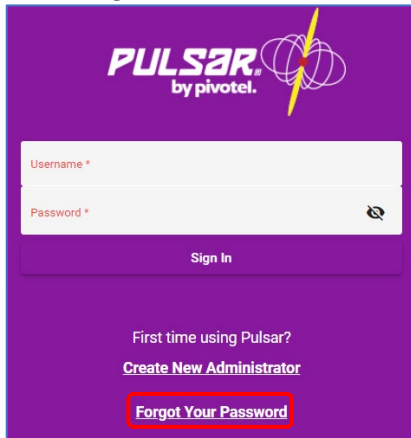 PULSAR®
by pivotel.
Username *
Password *
Sign In
First time using Pulsar?
Create New Administrator
Forgot Your Password